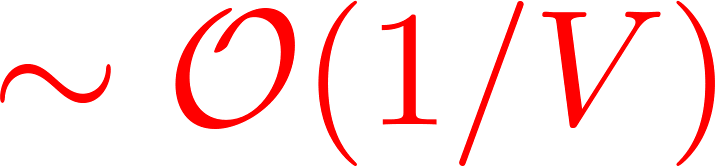 ∼ 𝒪(1/V)